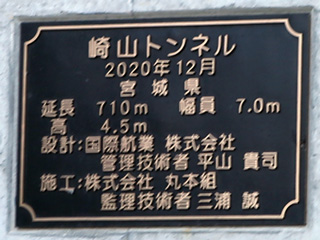 崎山トンネル
2020年12月
宮城県
延長 710m 幅員 7.0m
高 4.5m
設計:国際航業 株式会社
管理技術者 平山 貴司
施工:株式会社 丸本組
監理技術者 三浦 誠